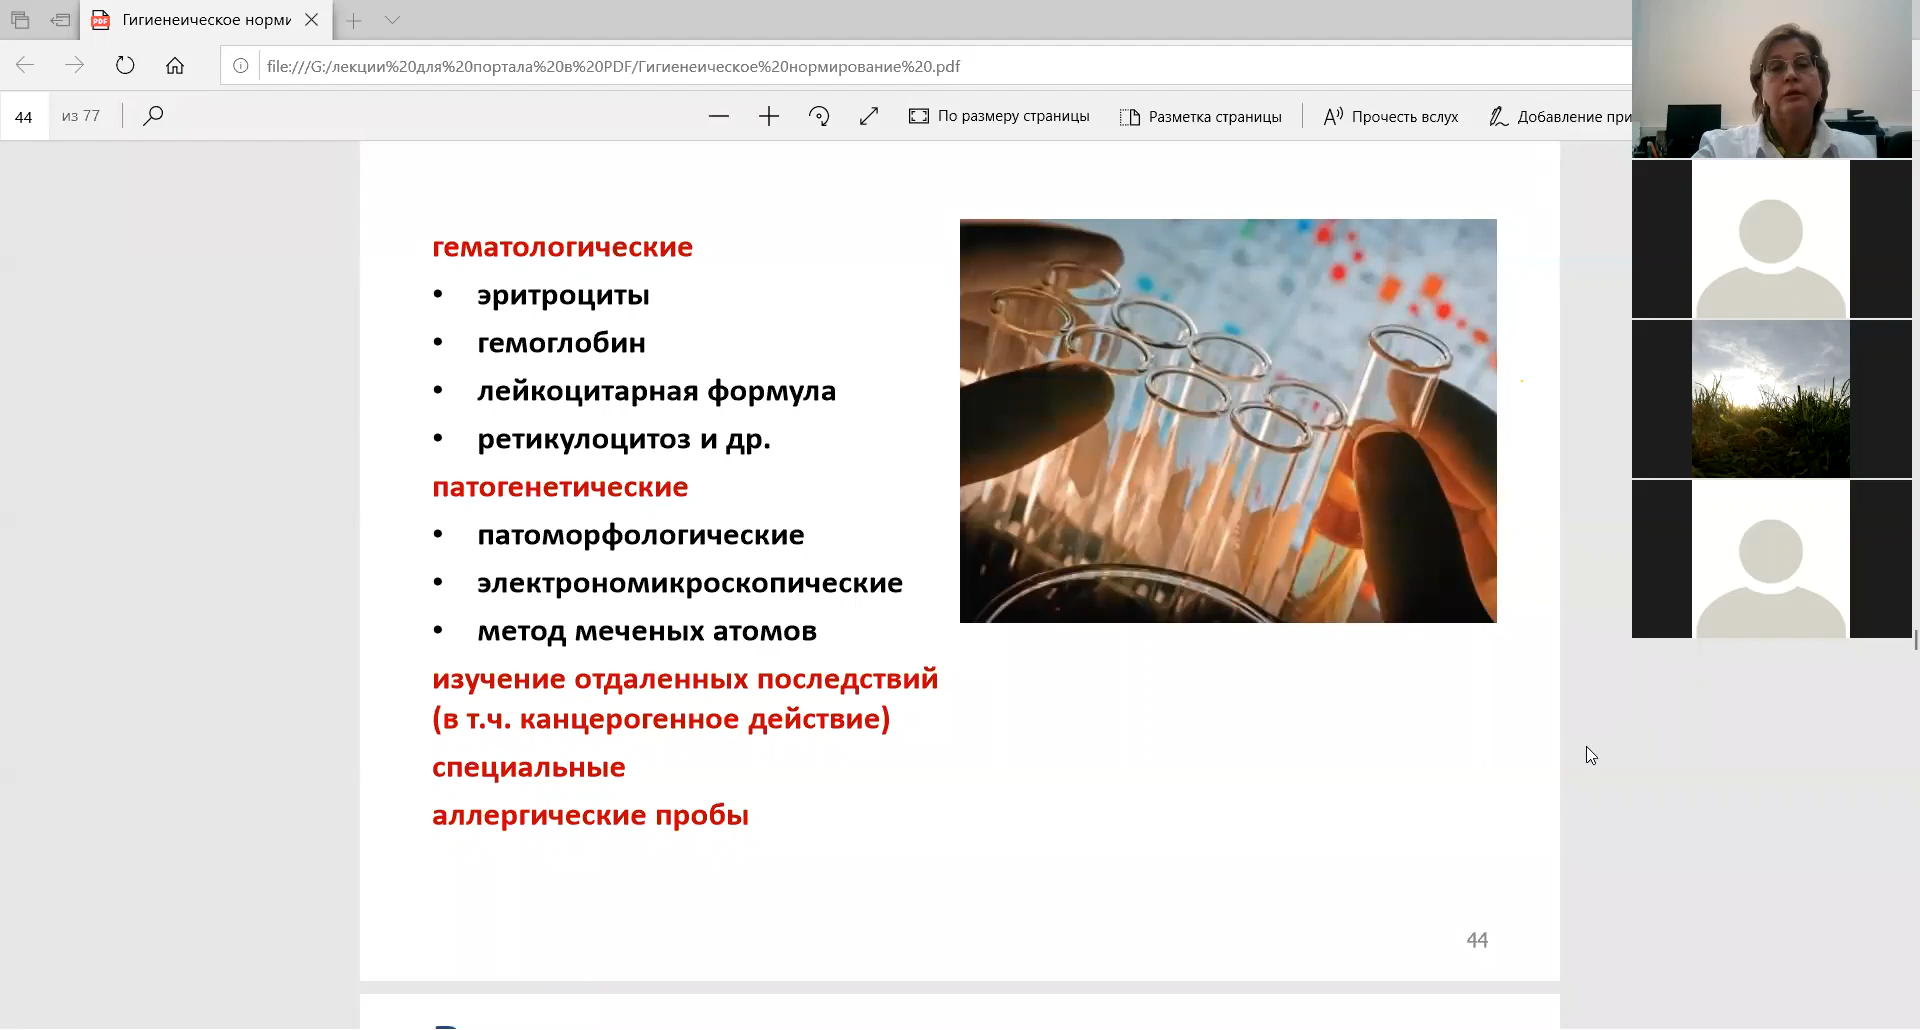 Гигиенеическое норми
file:///G:/лекции%20для%20портала%20в%20PDF/Гигиенеическое%20нормирование%20.pdf
44 из 77
По размеру страницы
Разметка страницы
Прочесть вслух
Добавление при
гематологические
• эритроциты
• гемоглобин
• лейкоцитарная формула
• ретикулоцитоз и др.
патогенетические
• патоморфологические
• электрономикроскопические
• метод меченых атомов
изучение отдаленных последствий
(в т.ч. канцерогенное действие)
специальные
аллергические пробы
44